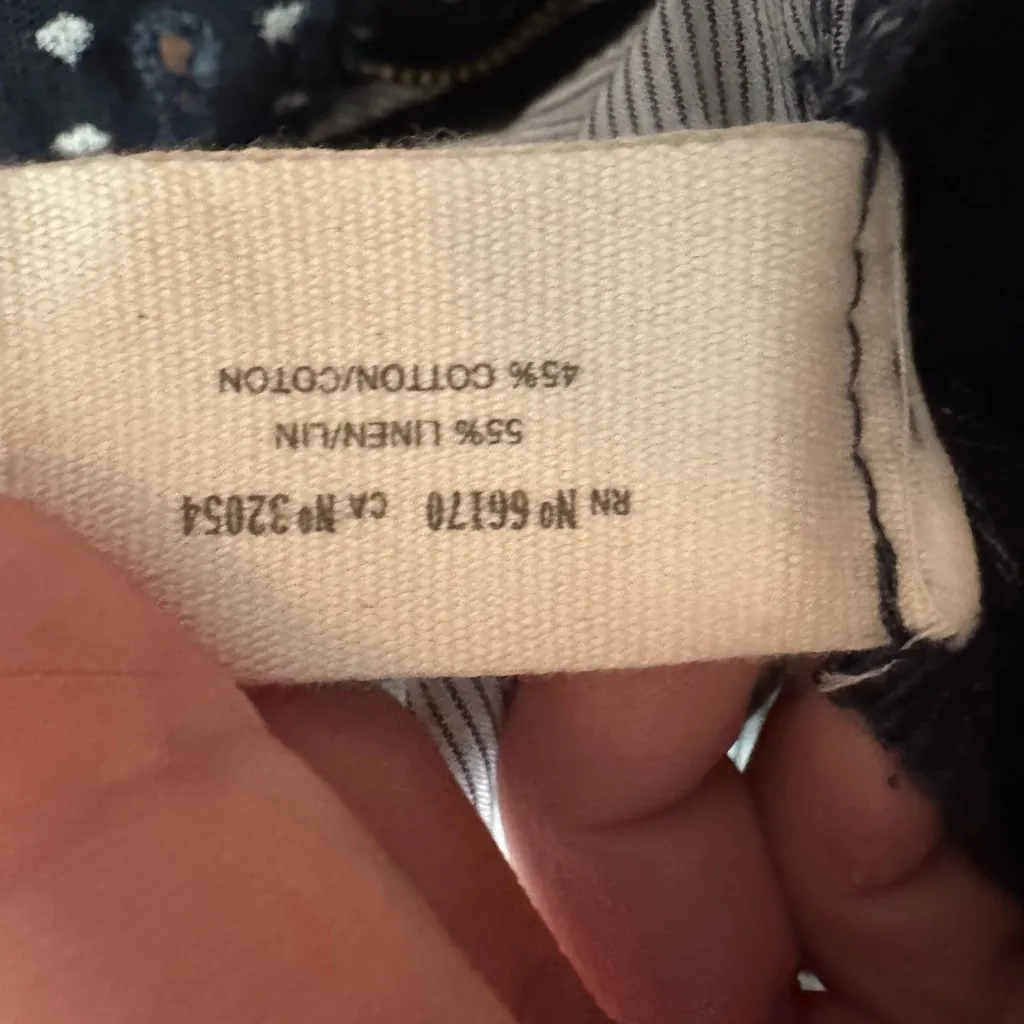 RN Nº 66170 CA Nº 32054
55% LINEN/LIN
45% COTTON/COTON